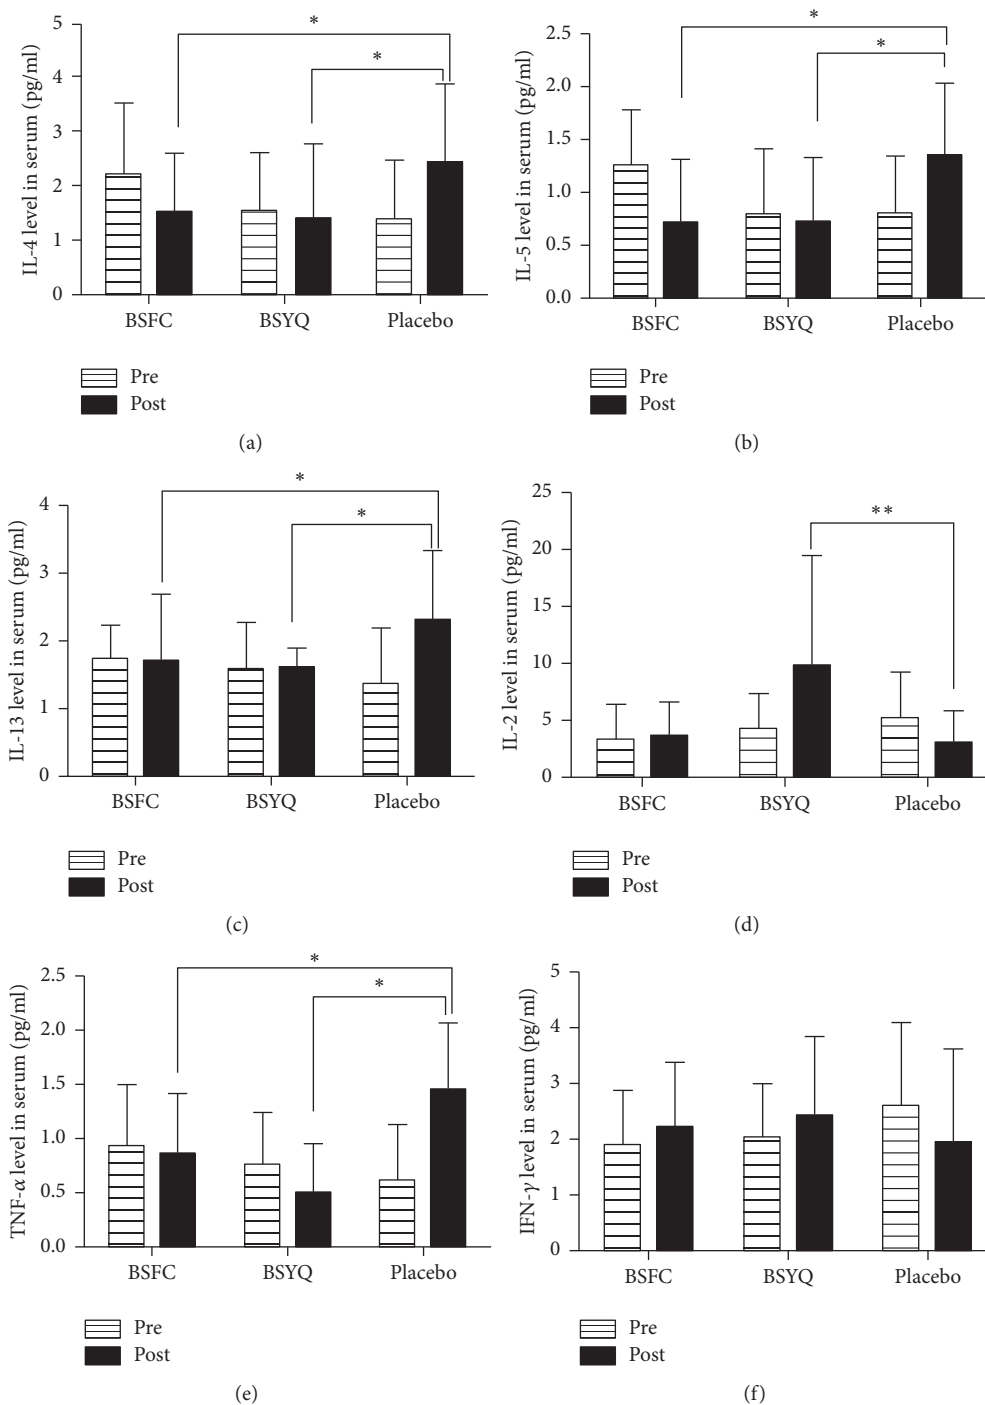 IL-4 level in serum (pg/ml)
5
4
3
2
1
0
*
*
BSFC BSYQ Placebo
Pre
Post
(a)
IL-5 level in serum (pg/ml)
2.5
2.0
1.5
1.0
0.5
0.0
*
*
BSFC BSYQ Placebo
Pre
Post
(b)
IL-13 level in serum (pg/ml)
4
3
2
1
0
*
*
BSFC BSYQ Placebo
Pre
Post
(c)
IL-2 level in serum (pg/ml)
25
20
15
10
5
0
**
BSFC BSYQ Placebo
Pre
Post
(d)
TNF-α level in serum (pg/ml)
2.5
2.0
1.5
1.0
0.5
0.0
*
*
BSFC BSYQ Placebo
Pre
Post
(e)
IFN-γ level in serum (pg/ml)
5
4
3
2
1
0
BSFC BSYQ Placebo
Pre
Post
(f)